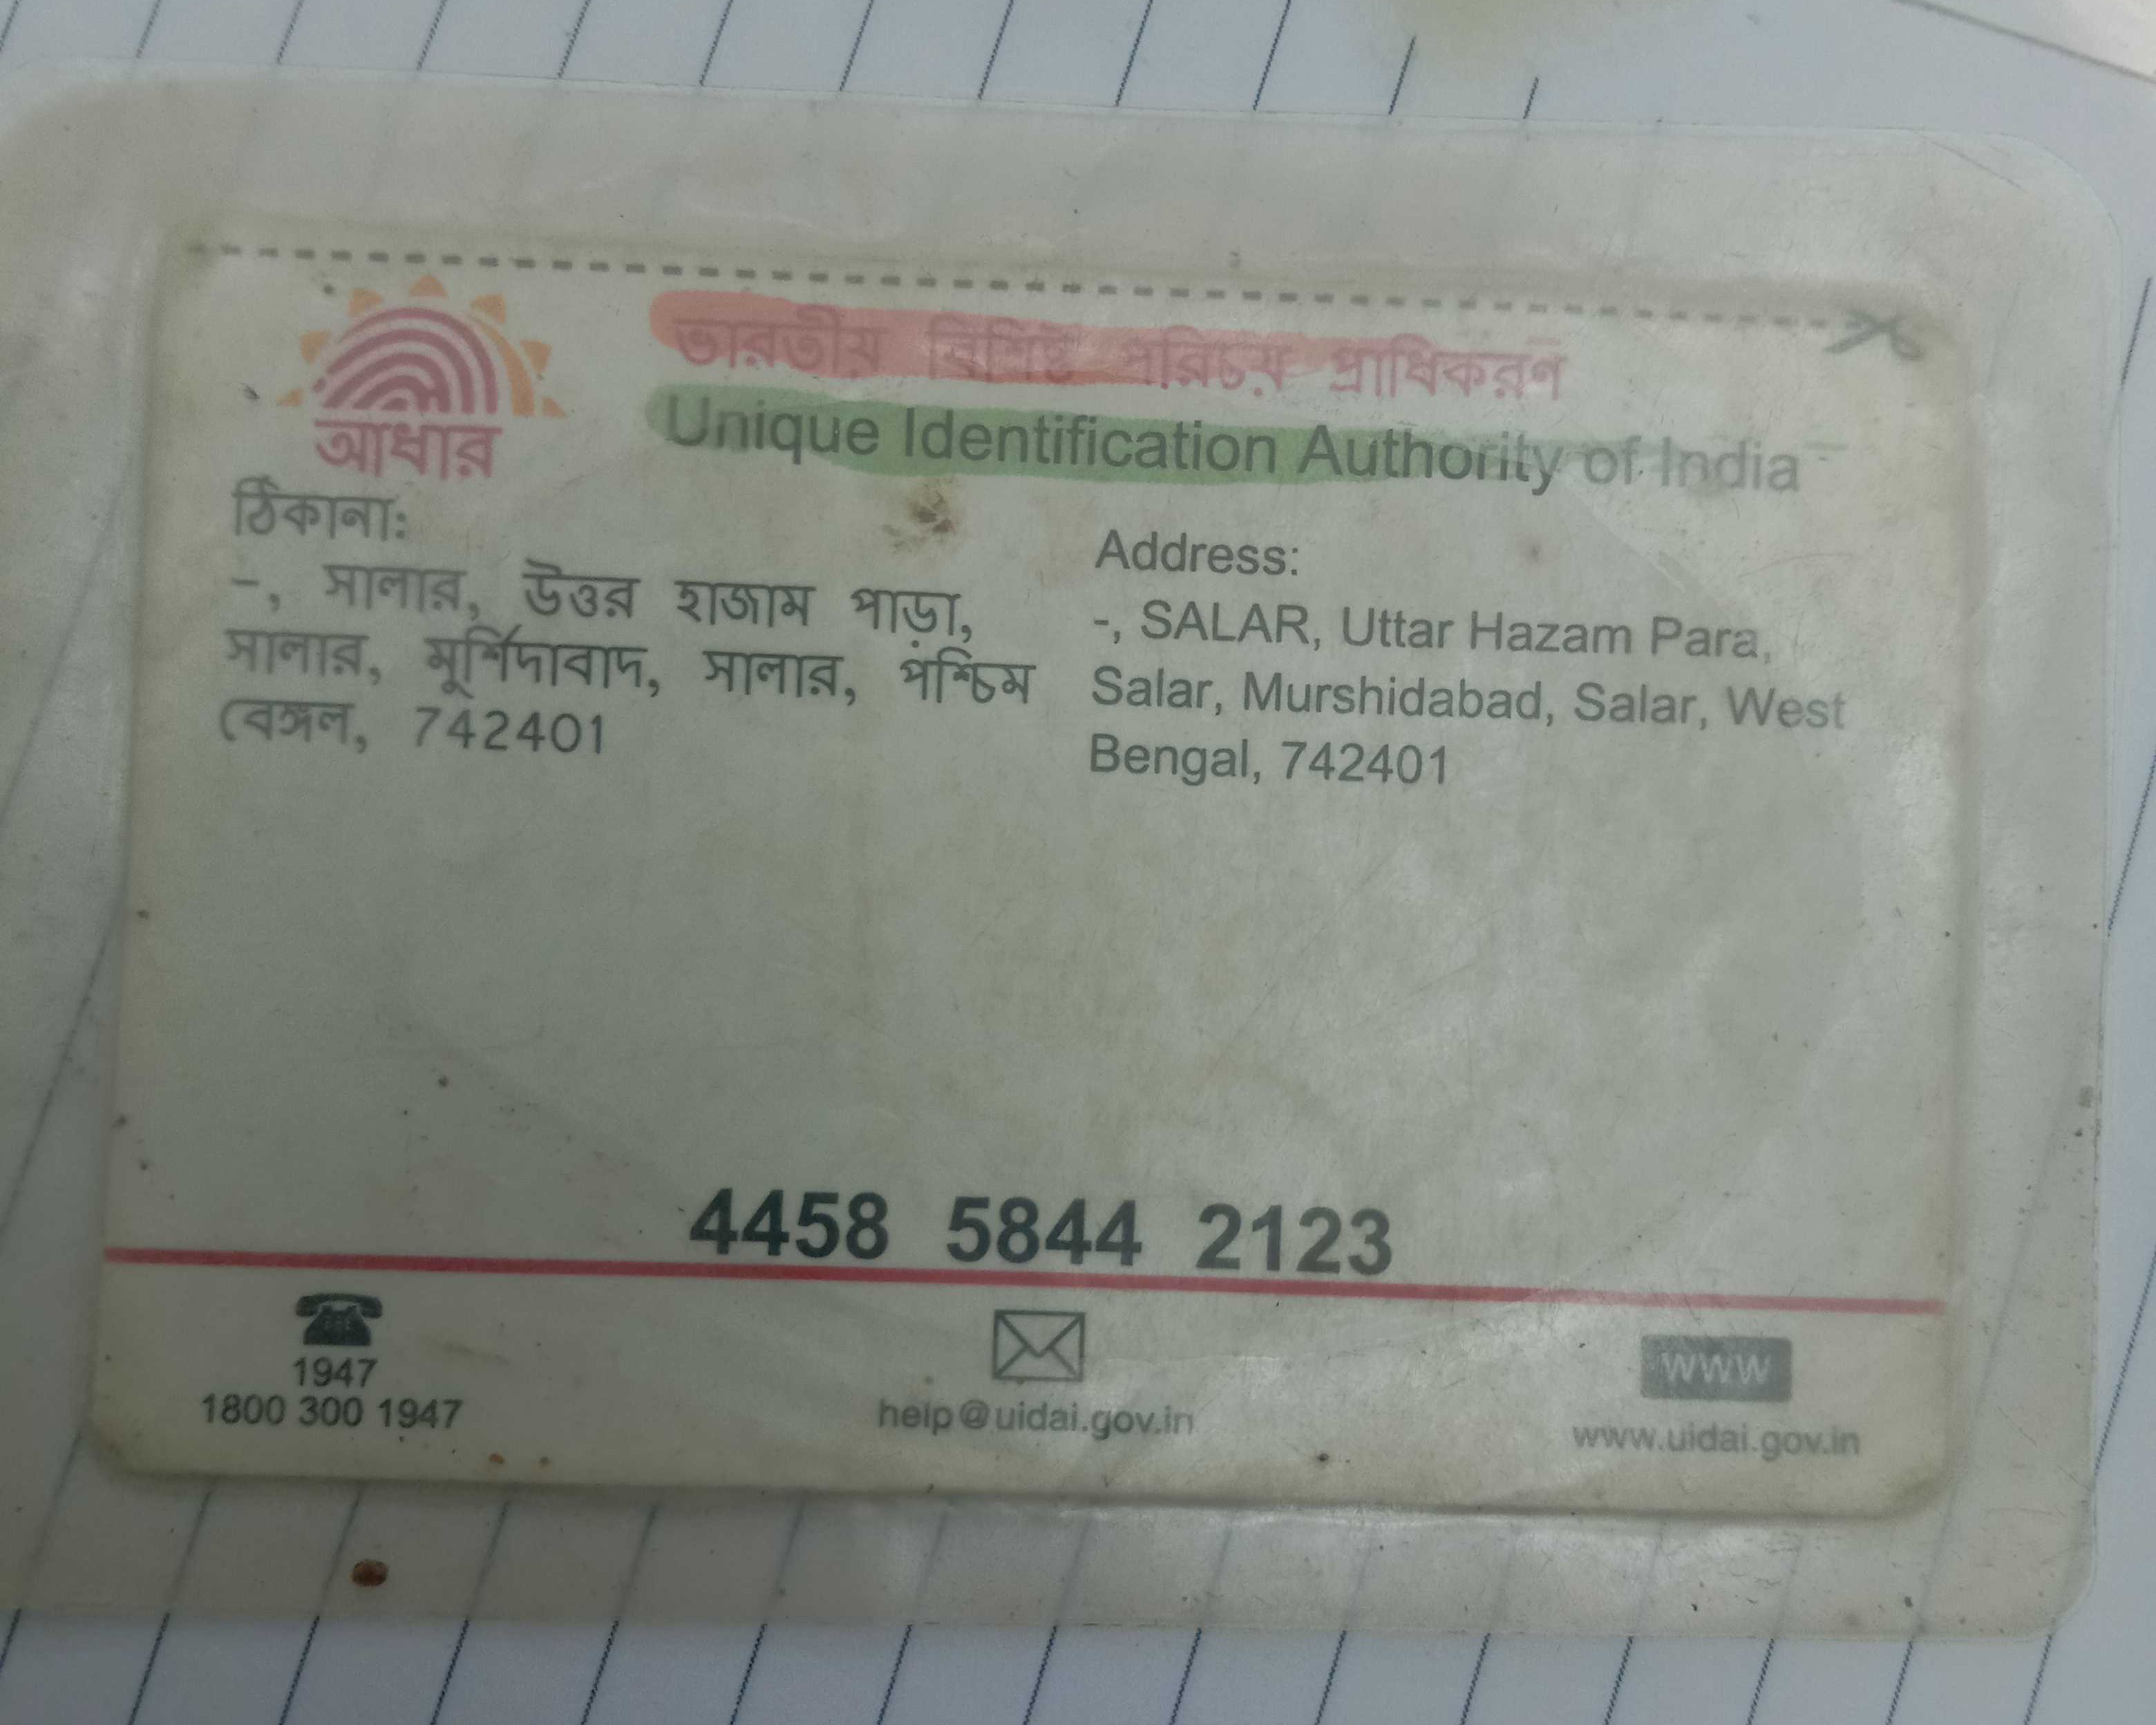 ভারতীয় বিশিষ্ট পরিচয় প্রাধিকরণ
Unique Identification Authority of India
আধার
ঠিকানা:
-, সালার, উত্তর হাজাম পাড়া,
সালার, মুর্শিদাবাদ, সালার, পশ্চিম
বেঙ্গল, 742401
Address:
-, SALAR, Uttar Hazam Para,
Salar, Murshidabad, Salar, West
Bengal, 742401
4458 5844 2123
1947
1800 300 1947
help@uidai.gov.in
WWW
www.uidai.gov.in